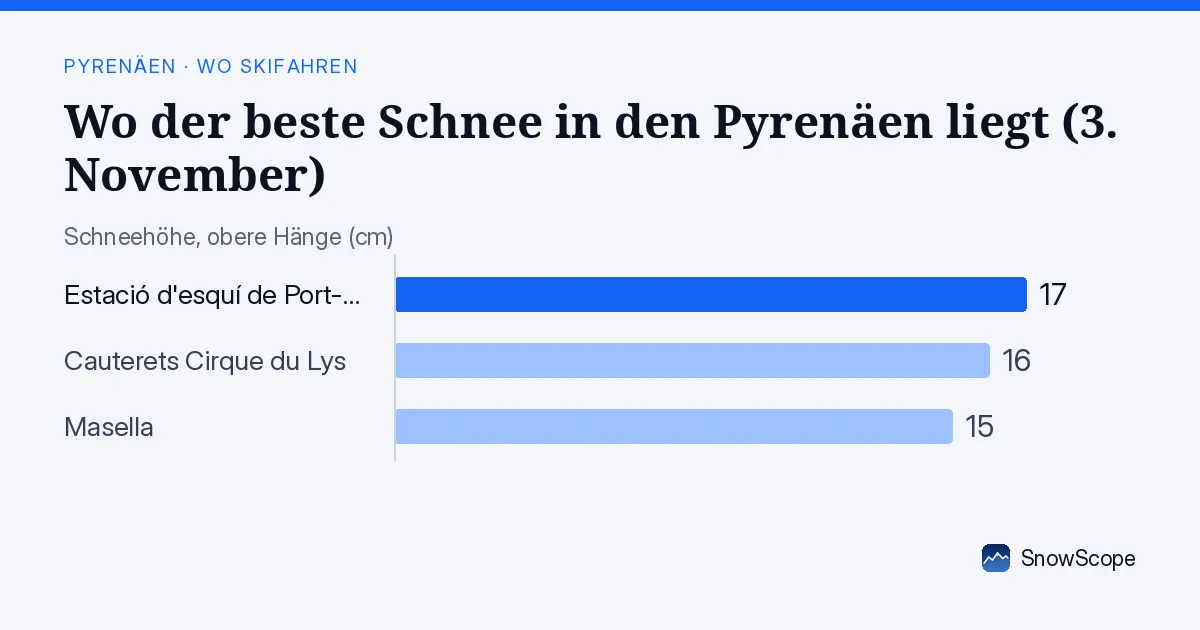 PYRENÄEN · WO SKIFAHREN
Wo der beste Schnee in den Pyrenäen liegt (3.
November)
Schneehöhe, obere Hänge (cm)
Estació d'esquí de Port-... 17
Cauterets Cirque du Lys 16
Masella 15
SnowScope